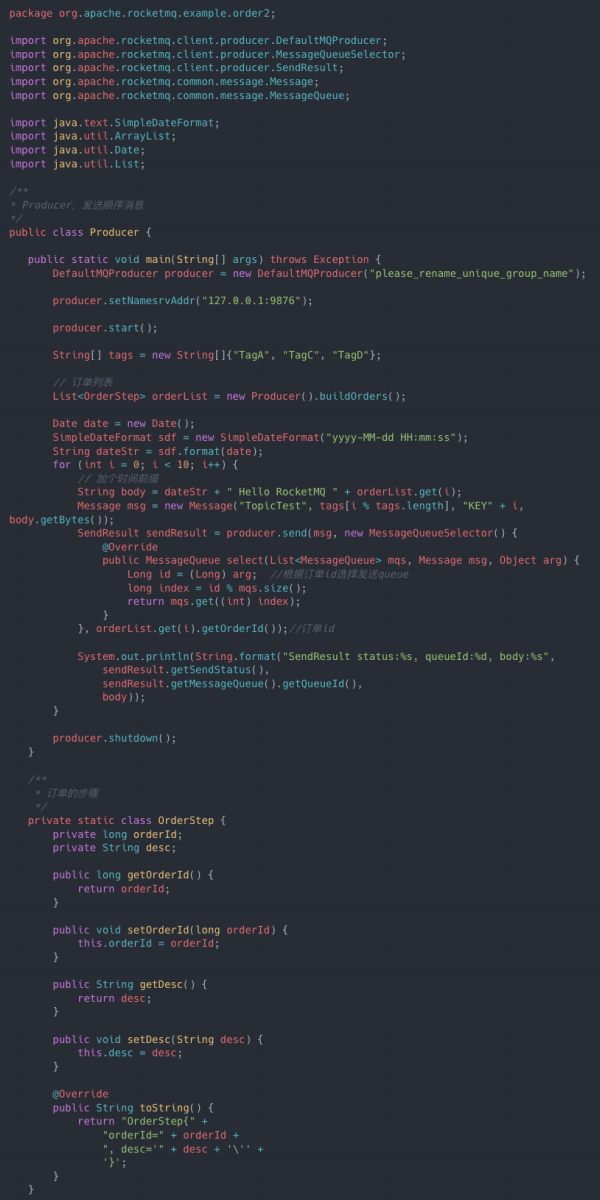 package org.apache.rocketmq.example.order2;
import org.apache.rocketmq.client.producer.DefaultMQProducer;
import org.apache.rocketmq.client.producer.MessageQueueSelector;
import org.apache.rocketmq.client.producer.SendResult;
import org.apache.rocketmq.common.message.Message;
import org.apache.rocketmq.common.message.MessageQueue;
import java.text.SimpleDateFormat;
import java.util.ArrayList;
import java.util.Date;
import java.util.List;
/**
* Producer，发送顺序消息
*/
public class Producer {
public static void main(String[] args) throws Exception {
DefaultMQProducer producer = new DefaultMQProducer("please_rename_unique_group_name");
producer.setNamesrvAddr("127.0.0.1:9876");
producer.start();
String[] tags = new String[]{"TagA", "TagC", "TagD"};
// 订单列表
List<OrderStep> orderList = new Producer().buildOrders();
Date date = new Date();
SimpleDateFormat sdf = new SimpleDateFormat("yyyy-MM-dd HH:mm:ss");
String dateStr = sdf.format(date);
for (int i = 0; i < 10; i++) {
// 加个时间前缀
String body = dateStr + " Hello RocketMQ " + orderList.get(i);
Message msg = new Message("TopicTest", tags[i % tags.length], "KEY" + i,
body.getBytes());
SendResult sendResult = producer.send(msg, new MessageQueueSelector() {
@Override
public MessageQueue select(List<MessageQueue> mqs, Message msg, Object arg) {
Long id = (Long) arg;  //根据订单id选择发送queue
long index = id % mqs.size();
return mqs.get((int) index);
}
}, orderList.get(i).getOrderId());//订单id
System.out.println(String.format("SendResult status:%s, queueId:%d, body:%s",
sendResult.getSendStatus(),
sendResult.getMessageQueue().getQueueId(),
body));
}
producer.shutdown();
}
/**
* 订单的步骤
*/
private static class OrderStep {
private long orderId;
private String desc;
public long getOrderId() {
return orderId;
}
public void setOrderId(long orderId) {
this.orderId = orderId;
}
public String getDesc() {
return desc;
}
public void setDesc(String desc) {
this.desc = desc;
}
@Override
public String toString() {
return "OrderStep{" +
"orderId=" + orderId +
", desc='" + desc + '\'' +
'}';
}
}